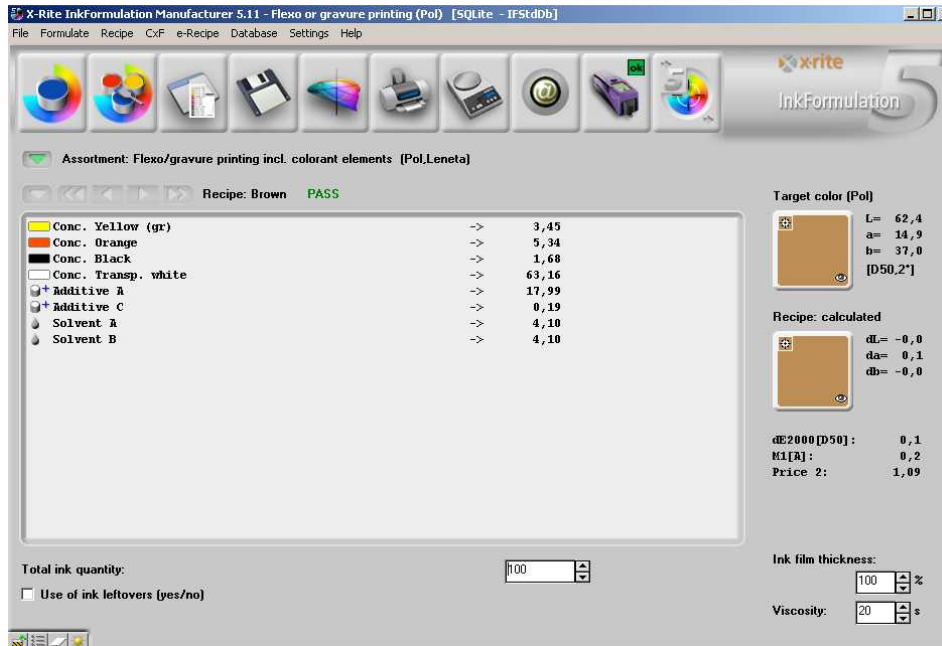 X-Rite InkFormulation Manufacturer 5.11 - Flexo or gravure printing (Pol) [SQLite - IFStdDb]
File Formulate Recipe CxF e-Recipe Database Settings Help
ok
x·rite
InkFormulation 5
Assortment: Flexo/gravure printing incl. colorant elements (Pol,Leneta)
Recipe: Brown PASS
Conc. Yellow (gr) -> 3,45
Conc. Orange -> 5,34
Conc. Black -> 1,68
Conc. Transp. white -> 63,16
Additive A -> 17,99
Additive C -> 0,19
Solvent A -> 4,10
Solvent B -> 4,10
Total ink quantity: 100
Use of ink leftovers (yes/no)
Target color (Pol)
L= 62,4
a= 14,9
b= 37,0
[D50,2°]
Recipe: calculated
dL= -0,0
da= 0,1
db= -0,0
dE2000[D50]: 0,1
M1[A]: 0,2
Price 2: 1,09
Ink film thickness:
100 %
Viscosity: 20 s